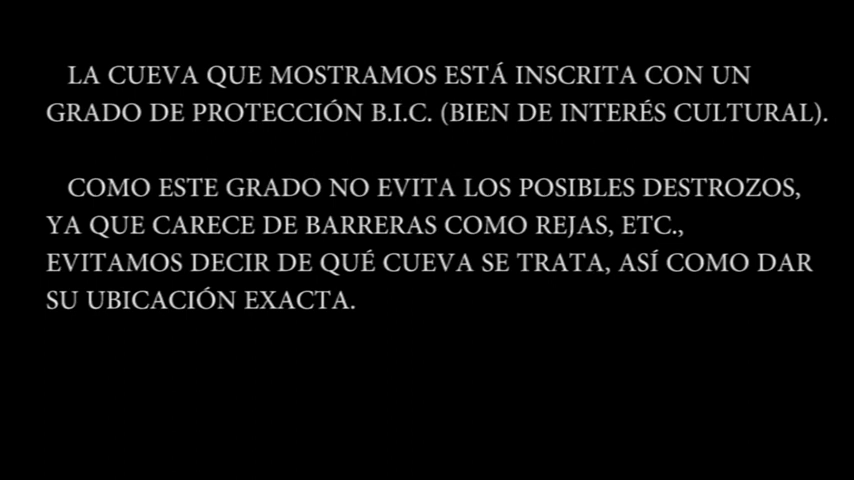 LA CUEVA QUE MOSTRAMOS ESTÁ INSCRITA CON UN
GRADO DE PROTECCIÓN B.I.C. (BIEN DE INTERÉS CULTURAL).
COMO ESTE GRADO NO EVITA LOS POSIBLES DESTROZOS,
YA QUE CARECE DE BARRERAS COMO REJAS, ETC.,
EVITAMOS DECIR DE QUÉ CUEVA SE TRATA, ASÍ COMO DAR
SU UBICACIÓN EXACTA.